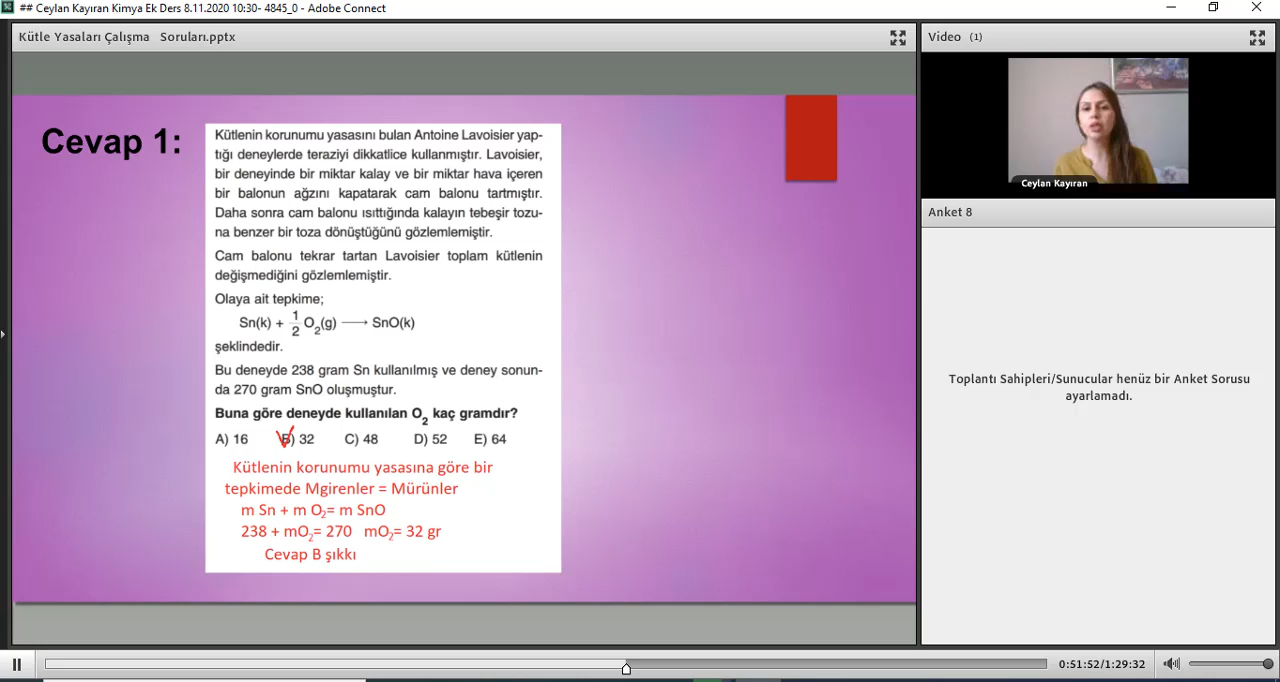 ## Ceylan Kayıran Kimya Ek Ders 8.11.2020 10:30- 4845_0 - Adobe Connect
Kütle Yasaları Çalışma Soruları.pptx
Cevap 1:
Kütlenin korunumu yasasını bulan Antoine Lavoisier yap-
tığı deneylerde teraziyi dikkatlice kullanmıştır. Lavoisier,
bir deneyinde bir miktar kalay ve bir miktar hava içeren
bir balonun ağzını kapatarak cam balonu tartmıştır.
Daha sonra cam balonu ısıttığında kalayın tebeşir tozu-
na benzer bir toza dönüştüğünü gözlemlemiştir.
Cam balonu tekrar tartan Lavoisier toplam kütlenin
değişmediğini gözlemlemiştir.
Olaya ait tepkime;
Sn(k) + 1/2 O₂(g) ⟶ SnO(k)
şeklindedir.
Bu deneyde 238 gram Sn kullanılmış ve deney sonun-
da 270 gram SnO oluşmuştur.
Buna göre deneyde kullanılan O₂ kaç gramdır?
A) 16 B) 32 C) 48 D) 52 E) 64
Kütlenin korunumu yasasına göre bir
tepkimede Mgirenler = Mürünler
m Sn + m O₂= m SnO
238 + mO₂= 270 mO₂= 32 gr
Cevap B şıkkı
Video (1)
Ceylan Kayıran
Anket 8
Toplantı Sahipleri/Sunucular henüz bir Anket Sorusu
ayarlamadı.
0:51:52/1:29:32